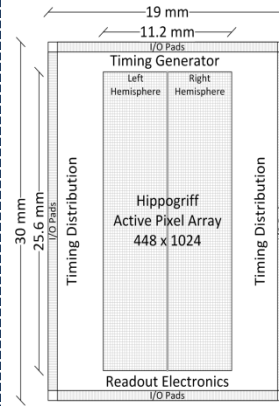 19 mm
11.2 mm
I/O Pads
Timing Generator
Left
Hemisphere
Right
Hemisphere
30 mm
25.6 mm
I/O Pads
Timing Distribution
Hippogriff
Active Pixel Array
448 x 1024
Timing Distribution
Readout Electronics
I/O Pads